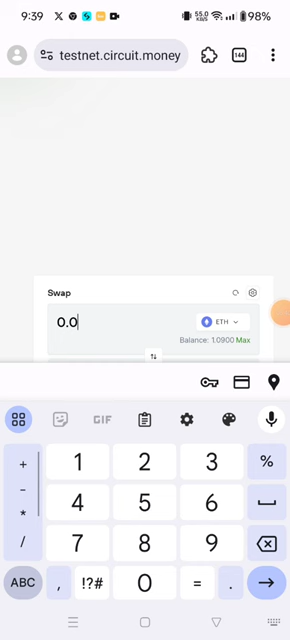 9:39 X 55.0 KB/S 98%
testnet.circuit.money 144
Swap
0.0 ETH
Balance: 1.0900 Max
GIF
+ 1 2 3 %
- 4 5 6
*
/ 7 8 9
ABC , !?# 0 = .